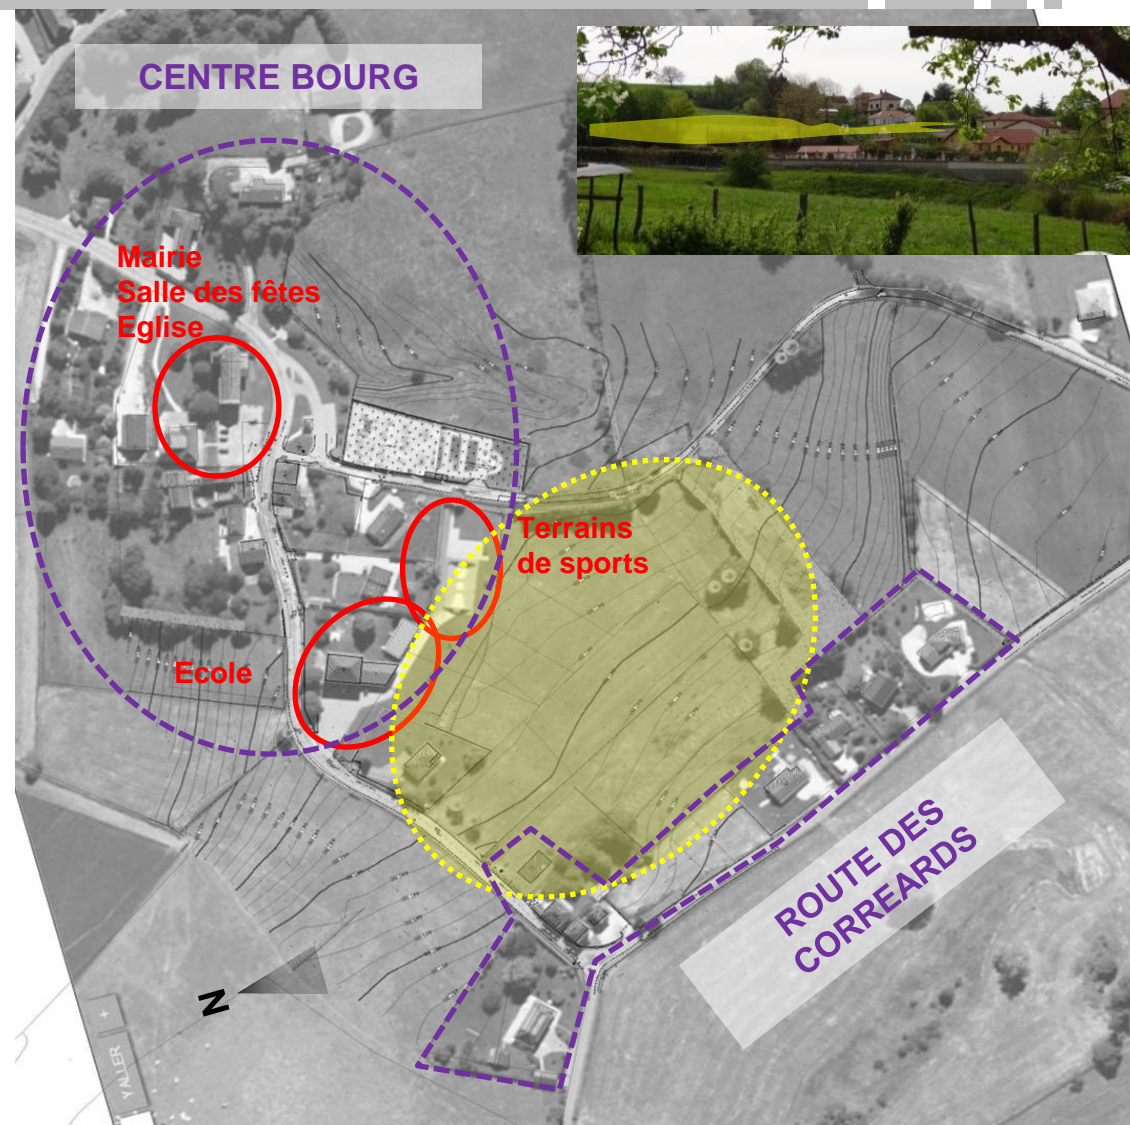 CENTRE BOURG
Mairie
Salle des fêtes
Eglise
Terrains
de sports
Ecole
ROUTE DES
CORREARDS
N
YALLER